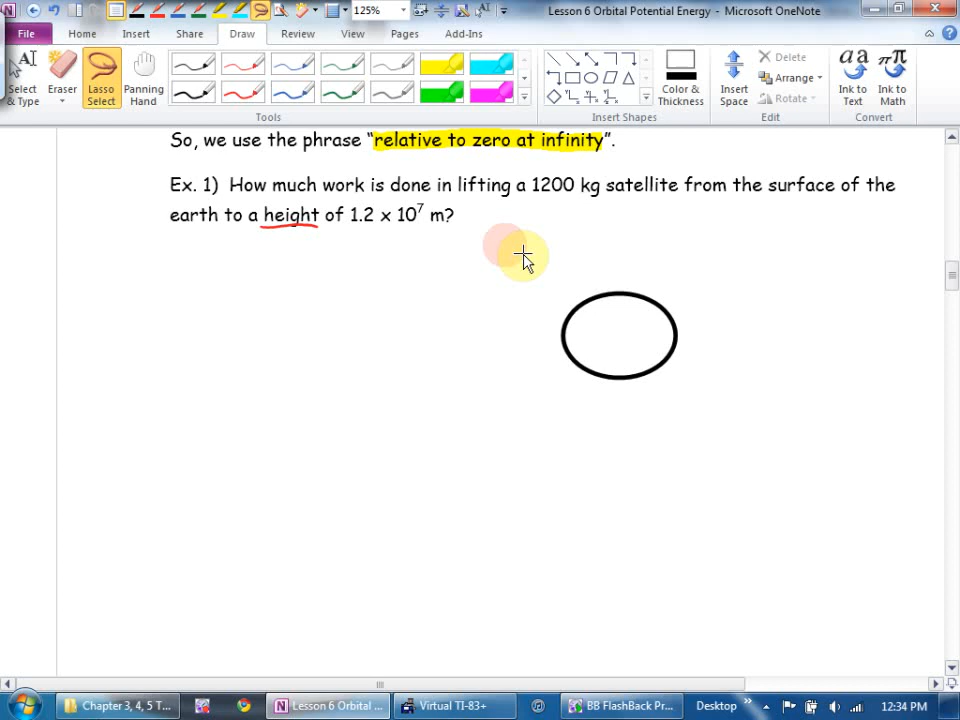 125%
Lesson 6 Orbital Potential Energy - Microsoft OneNote
File Home Insert Share Draw Review View Pages Add-Ins
Select & Type
Eraser
Lasso Select
Panning Hand
Color & Thickness
Insert Space
Delete
Arrange
Rotate
Ink to Text
Ink to Math
Tools Insert Shapes Edit Convert
So, we use the phrase “relative to zero at infinity”.
Ex. 1) How much work is done in lifting a 1200 kg satellite from the surface of the
earth to a height of 1.2 x 10⁷ m?
Chapter 3, 4, 5 T... Lesson 6 Orbital ... Virtual TI-83+ BB FlashBack Pr... Desktop 12:34 PM